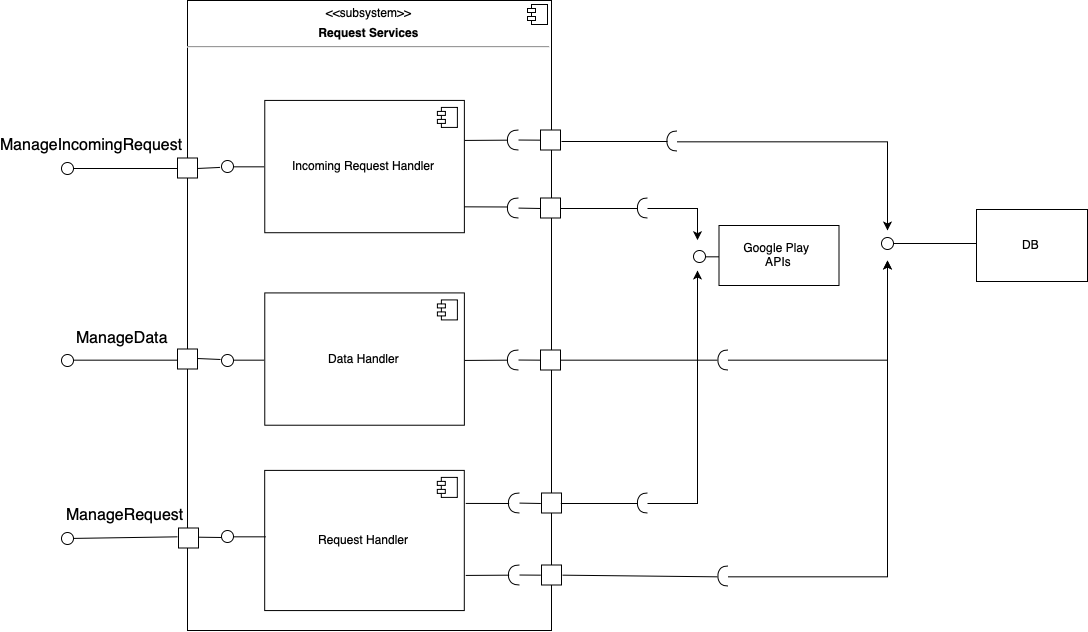 <<subsystem>>
Request Services
ManageIncomingRequest
Incoming Request Handler
Google Play
APIs
DB
ManageData
Data Handler
ManageRequest
Request Handler